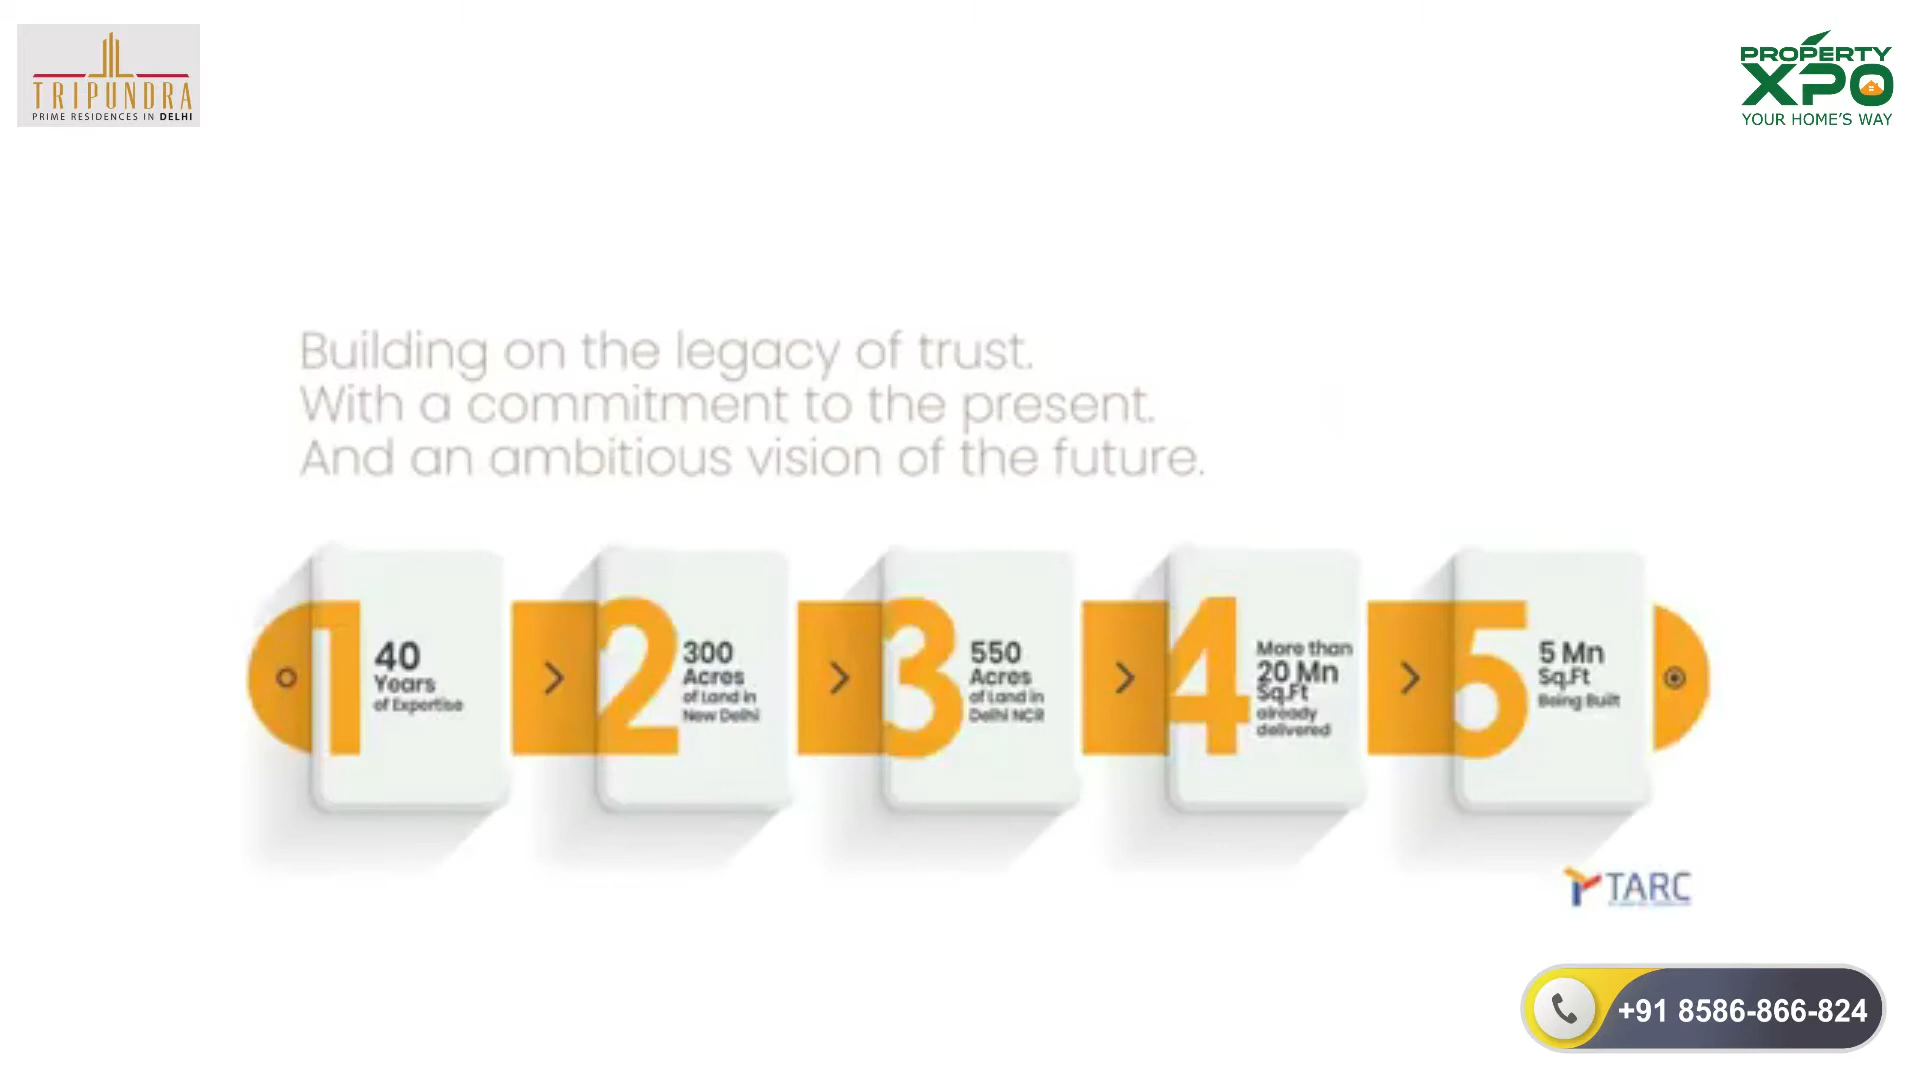 TRIPUNDRA
PRIME RESIDENCES IN DELHI
PROPERTY
XPO
YOUR HOME'S WAY
Building on the legacy of trust.
With a commitment to the present.
And an ambitious vision of the future.
1
40
Years
of Expertise
2
300
Acres
of Land in
New Delhi
3
550
Acres
of Land in
Delhi NCR
4
More than
20 Mn
Sq.Ft
already
delivered
5
5 Mn
Sq.Ft
Being Built
TARC
+91 8586-866-824